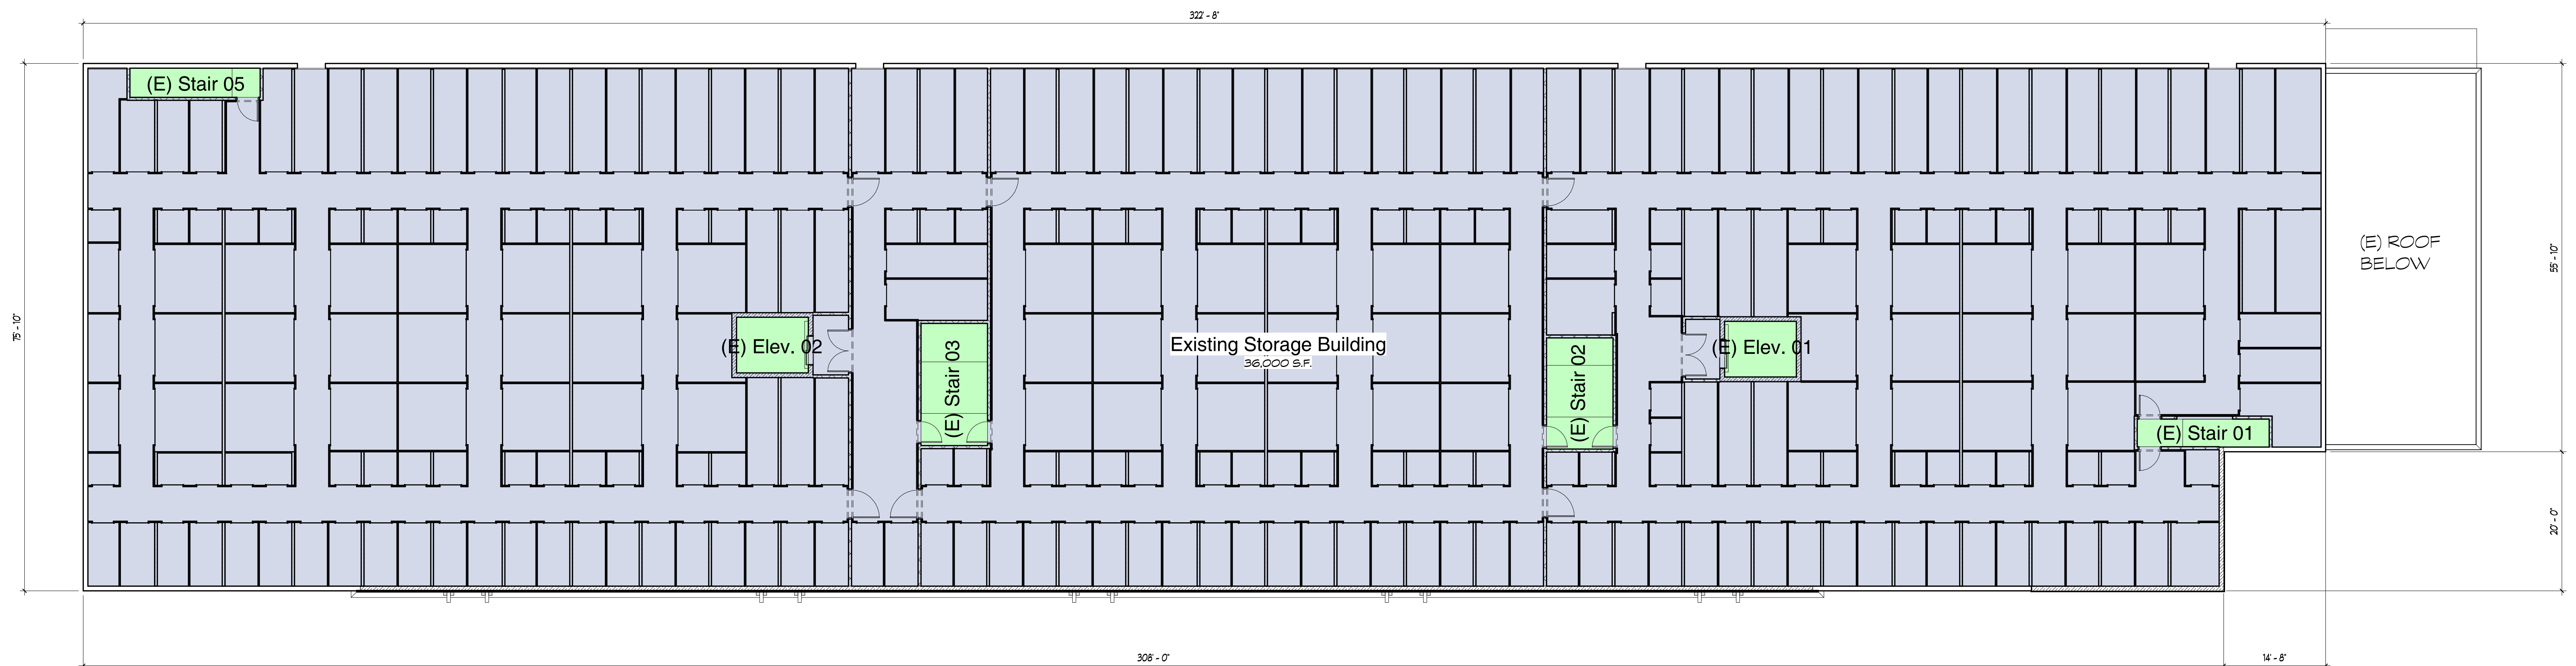 322' - 8"
(E) Stair 05
75' - 10"
(E) Elev. 02
(E) Stair 03
Existing Storage Building
36,000 S.F.
(E) Stair 02
(E) Elev. 01
(E) Stair 01
(E) ROOF
BELOW
55' - 10"
20' - 0"
308' - 0"
14' - 8"